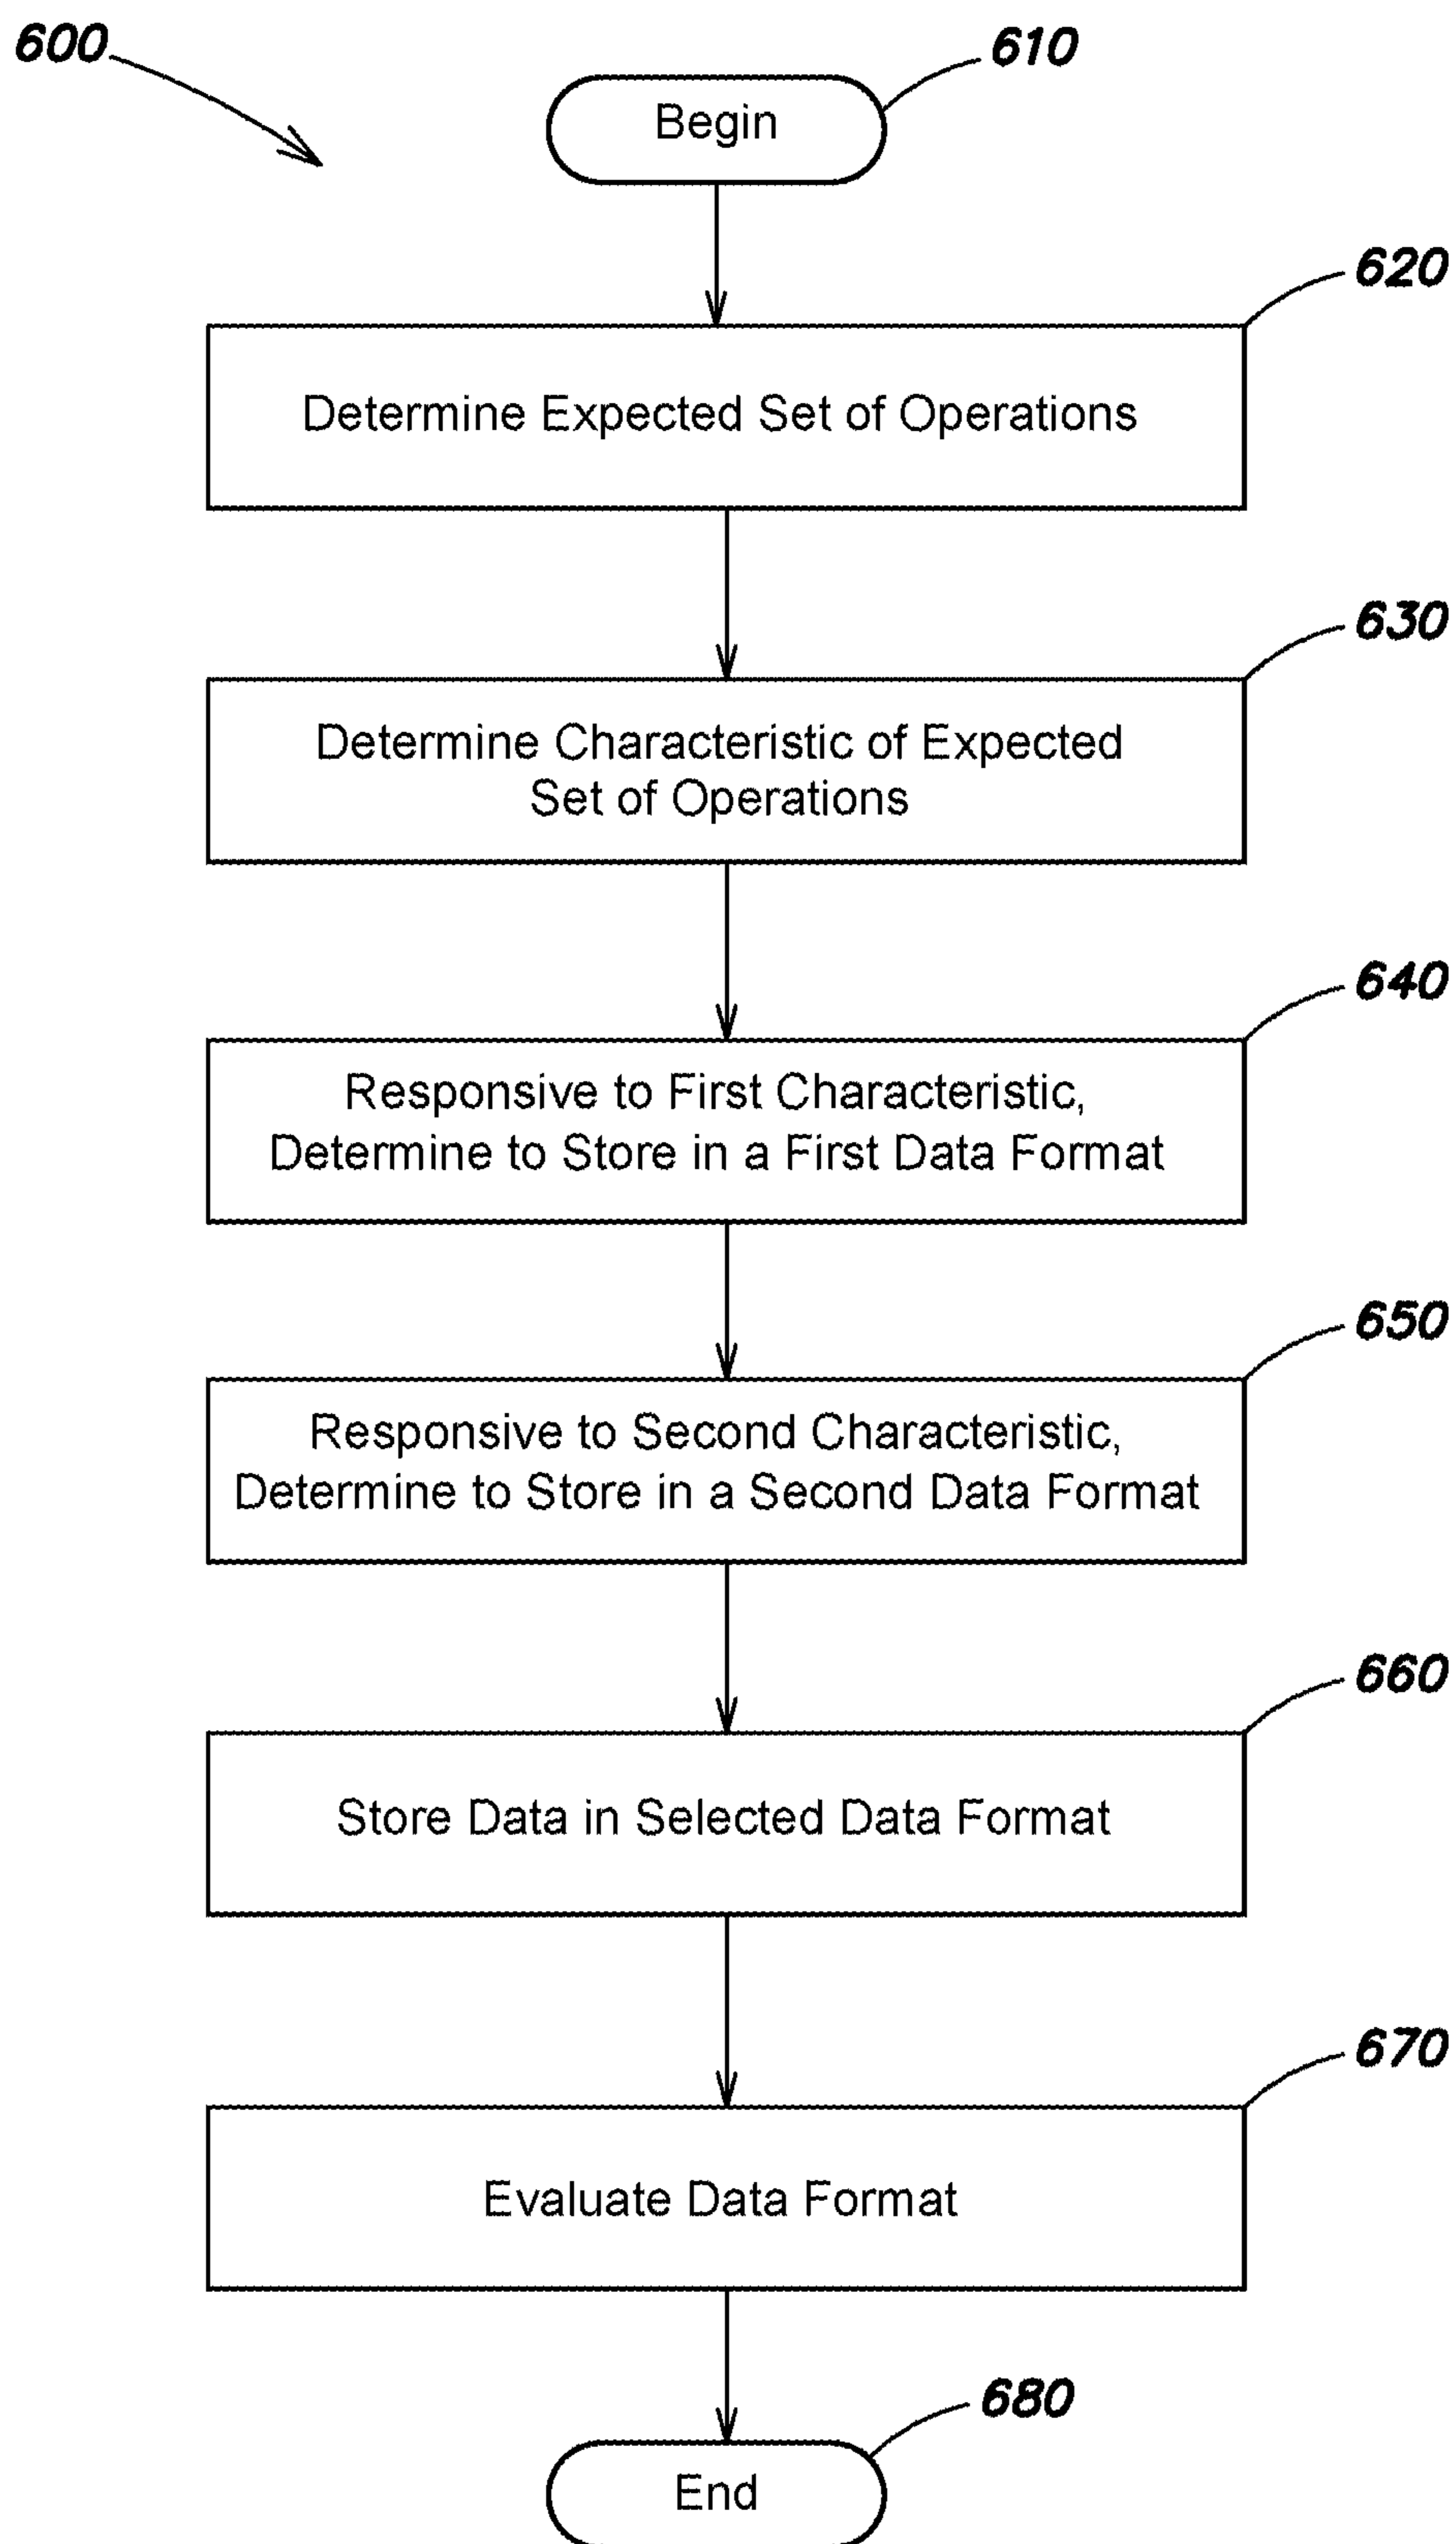 600
610
Begin
620
Determine Expected Set of Operations
630
Determine Characteristic of Expected
Set of Operations
640
Responsive to First Characteristic,
Determine to Store in a First Data Format
650
Responsive to Second Characteristic,
Determine to Store in a Second Data Format
660
Store Data in Selected Data Format
670
Evaluate Data Format
680
End